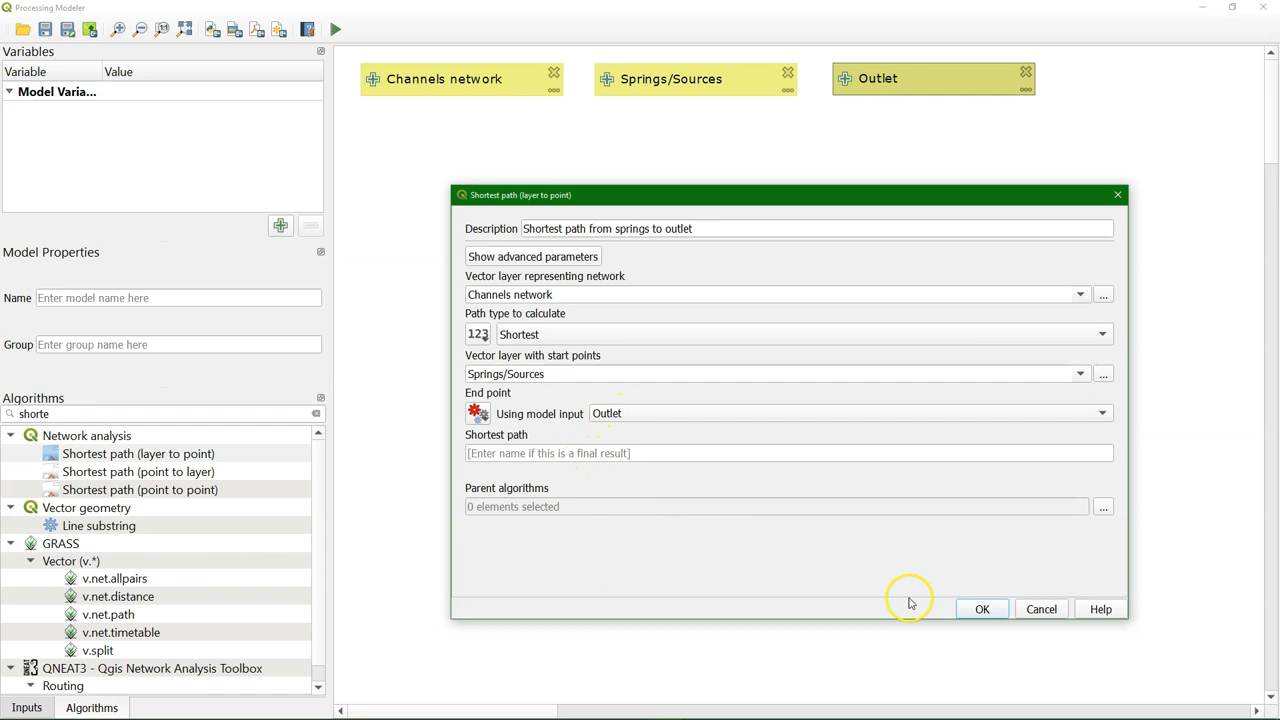 Processing Modeler
Variables
Variable Value
Model Varia...
Model Properties
Name Enter model name here
Group Enter group name here
Algorithms
shorte
Network analysis
Shortest path (layer to point)
Shortest path (point to layer)
Shortest path (point to point)
Vector geometry
Line substring
GRASS
Vector (v.*)
v.net.allpairs
v.net.distance
v.net.path
v.net.timetable
v.split
QNEAT3 - Qgis Network Analysis Toolbox
Routing
Inputs Algorithms
Channels network Springs/Sources Outlet
Shortest path (layer to point)
Description Shortest path from springs to outlet
Show advanced parameters
Vector layer representing network
Channels network ...
Path type to calculate
123 Shortest
Vector layer with start points
Springs/Sources ...
End point
Using model input Outlet
Shortest path
[Enter name if this is a final result]
Parent algorithms
0 elements selected ...
OK Cancel Help